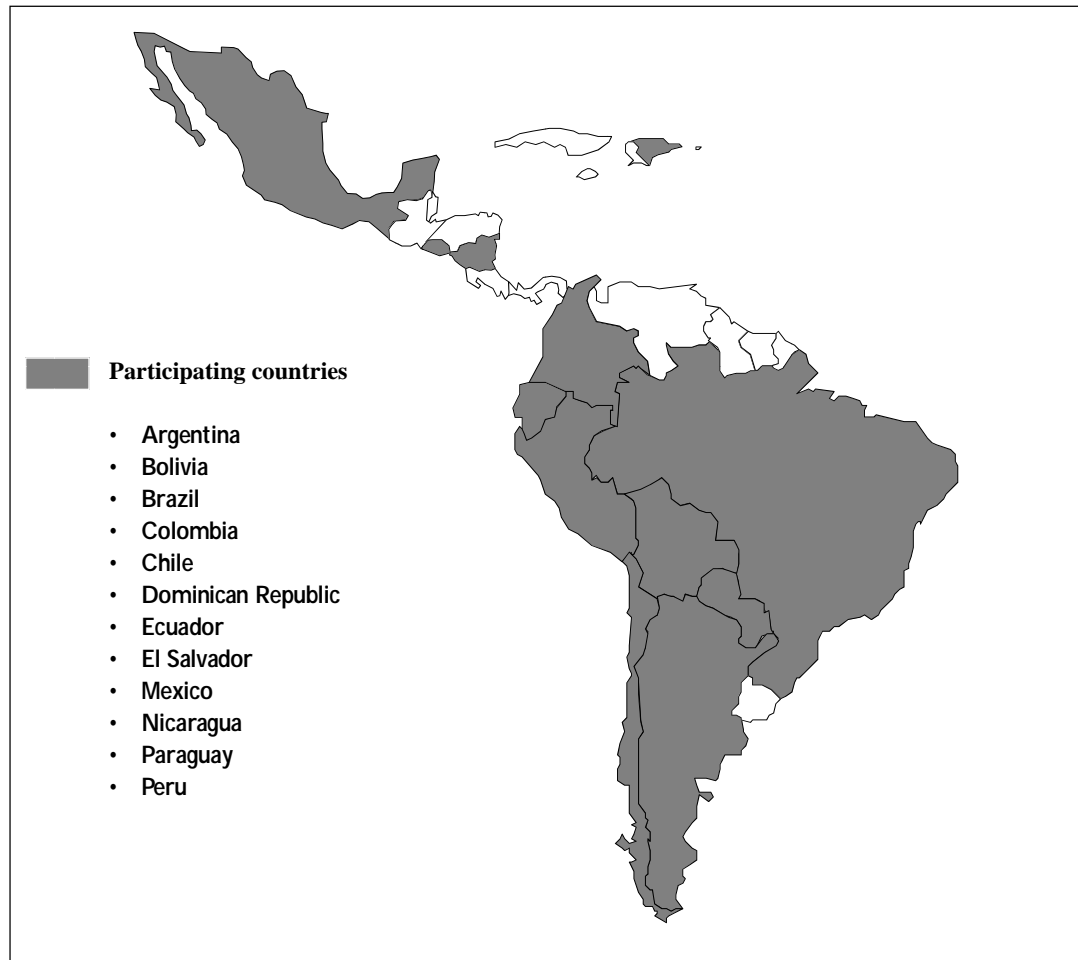 Participating countries
• Argentina
• Bolivia
• Brazil
• Colombia
• Chile
• Dominican Republic
• Ecuador
• El Salvador
• Mexico
• Nicaragua
• Paraguay
• Peru